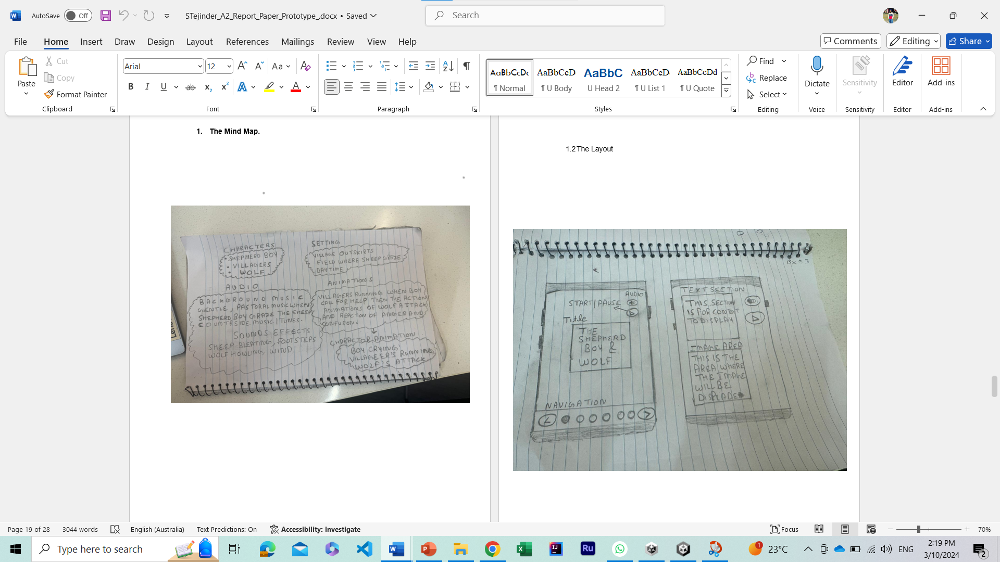 AutoSave
Off
STejinder_A2_Report_Paper_Prototype_.docx • Saved
Search
File
Home
Insert
Draw
Design
Layout
References
Mailings
Review
View
Help
Comments
Editing
Share
Paste
Cut
Copy
Format Painter
Clipboard
Arial
12
Font
Paragraph
AaBbCcDc
¶ Normal
AaBbCcD
¶ U Body
AaBbC
U Head 2
AaBbCcD
¶ U List 1
AaBbCcDd
¶ U Quote
Styles
Find
Replace
Select
Editing
Dictate
Voice
Sensitivity
Sensitivity
Editor
Editor
Add-ins
Add-ins
1. The Mind Map.
CHARACTERS
• SHEPHERD BOY
• VILLAGERS
• WOLF
SETTING
VILLAGE OUTSKIRTS
FIELD WHERE SHEEP GRAZE
DAYTIME
AUDIO
BACKGROUND MUSIC
GENTLE, PASTORAL MUSIC WHEN
SHEPHERD BOY GRAZE THE SHEEP
COUNTRSIDE MUSIC / TUNES.
SOUNDS EFFECTS
SHEEP BLEATING, FOOTSTEPS
WOLF HOWLING, WIND
ANIMATIONS
VILLAGERS RUNNING WHEN BOY
CALL FOR HELP THEN THE ACTION
ANIMATIONS OF WOLF ATTACK
AND REACTION OF ANGER AND
CONFUSION.
CHARACTOR ANIMATION
BOY CRYING
VILLAGEER'S RUNNING
WOLF'S ATTACK
1.2 The Layout
AUDIO
START/PAUSE
Title
THE
SHEPHERD
BOY &
WOLF
NAVIGATION
TEXT SECTION
THIS SECTION
IS FOR CONTENT
TO DISPLAY
IMAGE AREA
THIS IS THE
AREA WHERE
THE IMAGE
WILL BE
DISPLADED
Page 19 of 28
3044 words
English (Australia)
Text Predictions: On
Accessibility: Investigate
Focus
70%
Type here to search
23°C
ENG
2:19 PM
3/10/2024
2